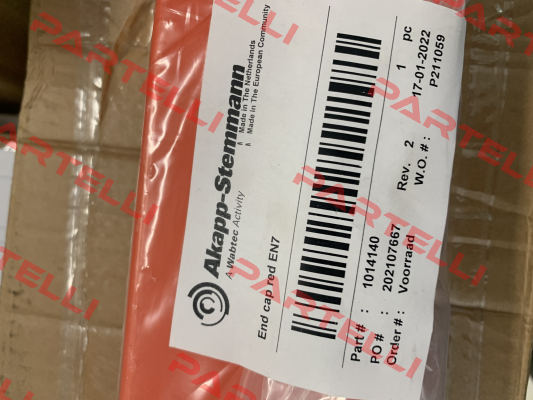 Akapp-Stemmann
A Wabtec Activity
Made in The Netherlands
Made in The European Community
End cap red EN7
Part # : 1014140 Rev. 2 1 pc
PO # : 202107667 W.O. # : 17-01-2022
Order # : Voorraad P211059
PARTELLI
PARTELLI
PARTELLI
PARTELLI
PARTELLI
PARTELLI